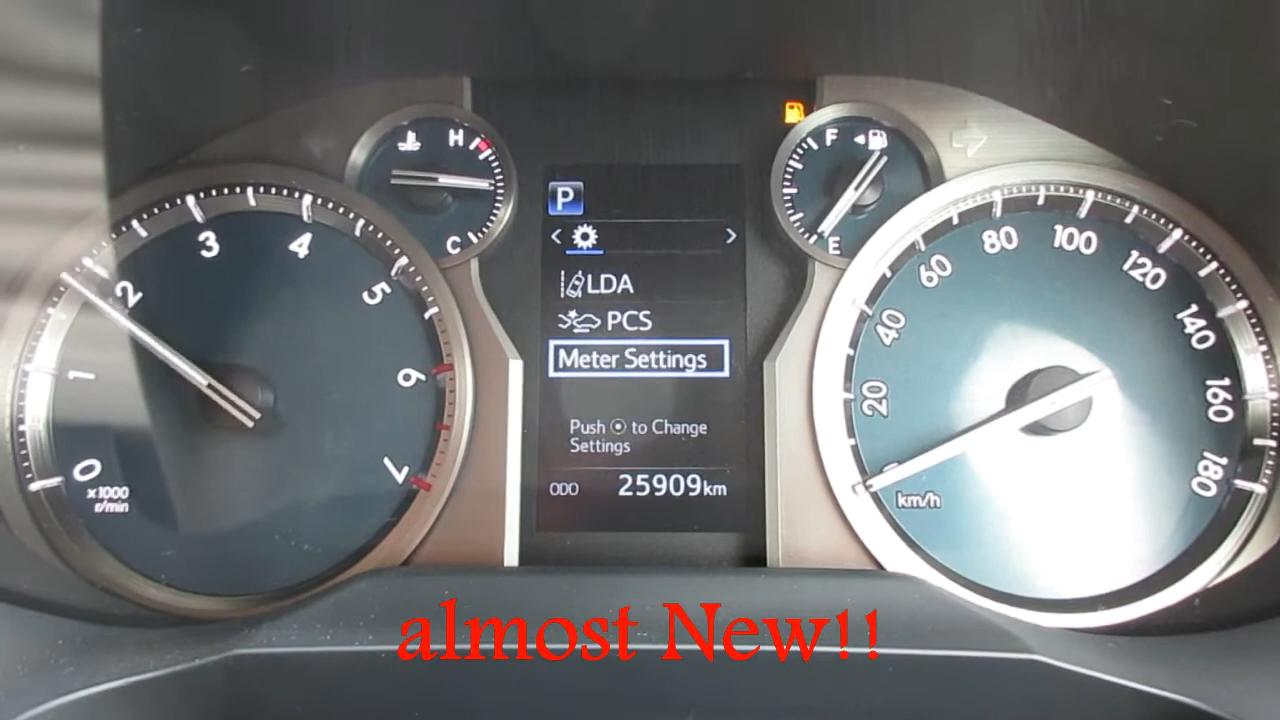 H
C
F
E
0
1
2
3
4
5
6
7
x1000
r/min
P
LDA
PCS
Meter Settings
Push ⊙ to Change
Settings
ODO 25909km
20
40
60
80
100
120
140
160
180
km/h
almost New!!